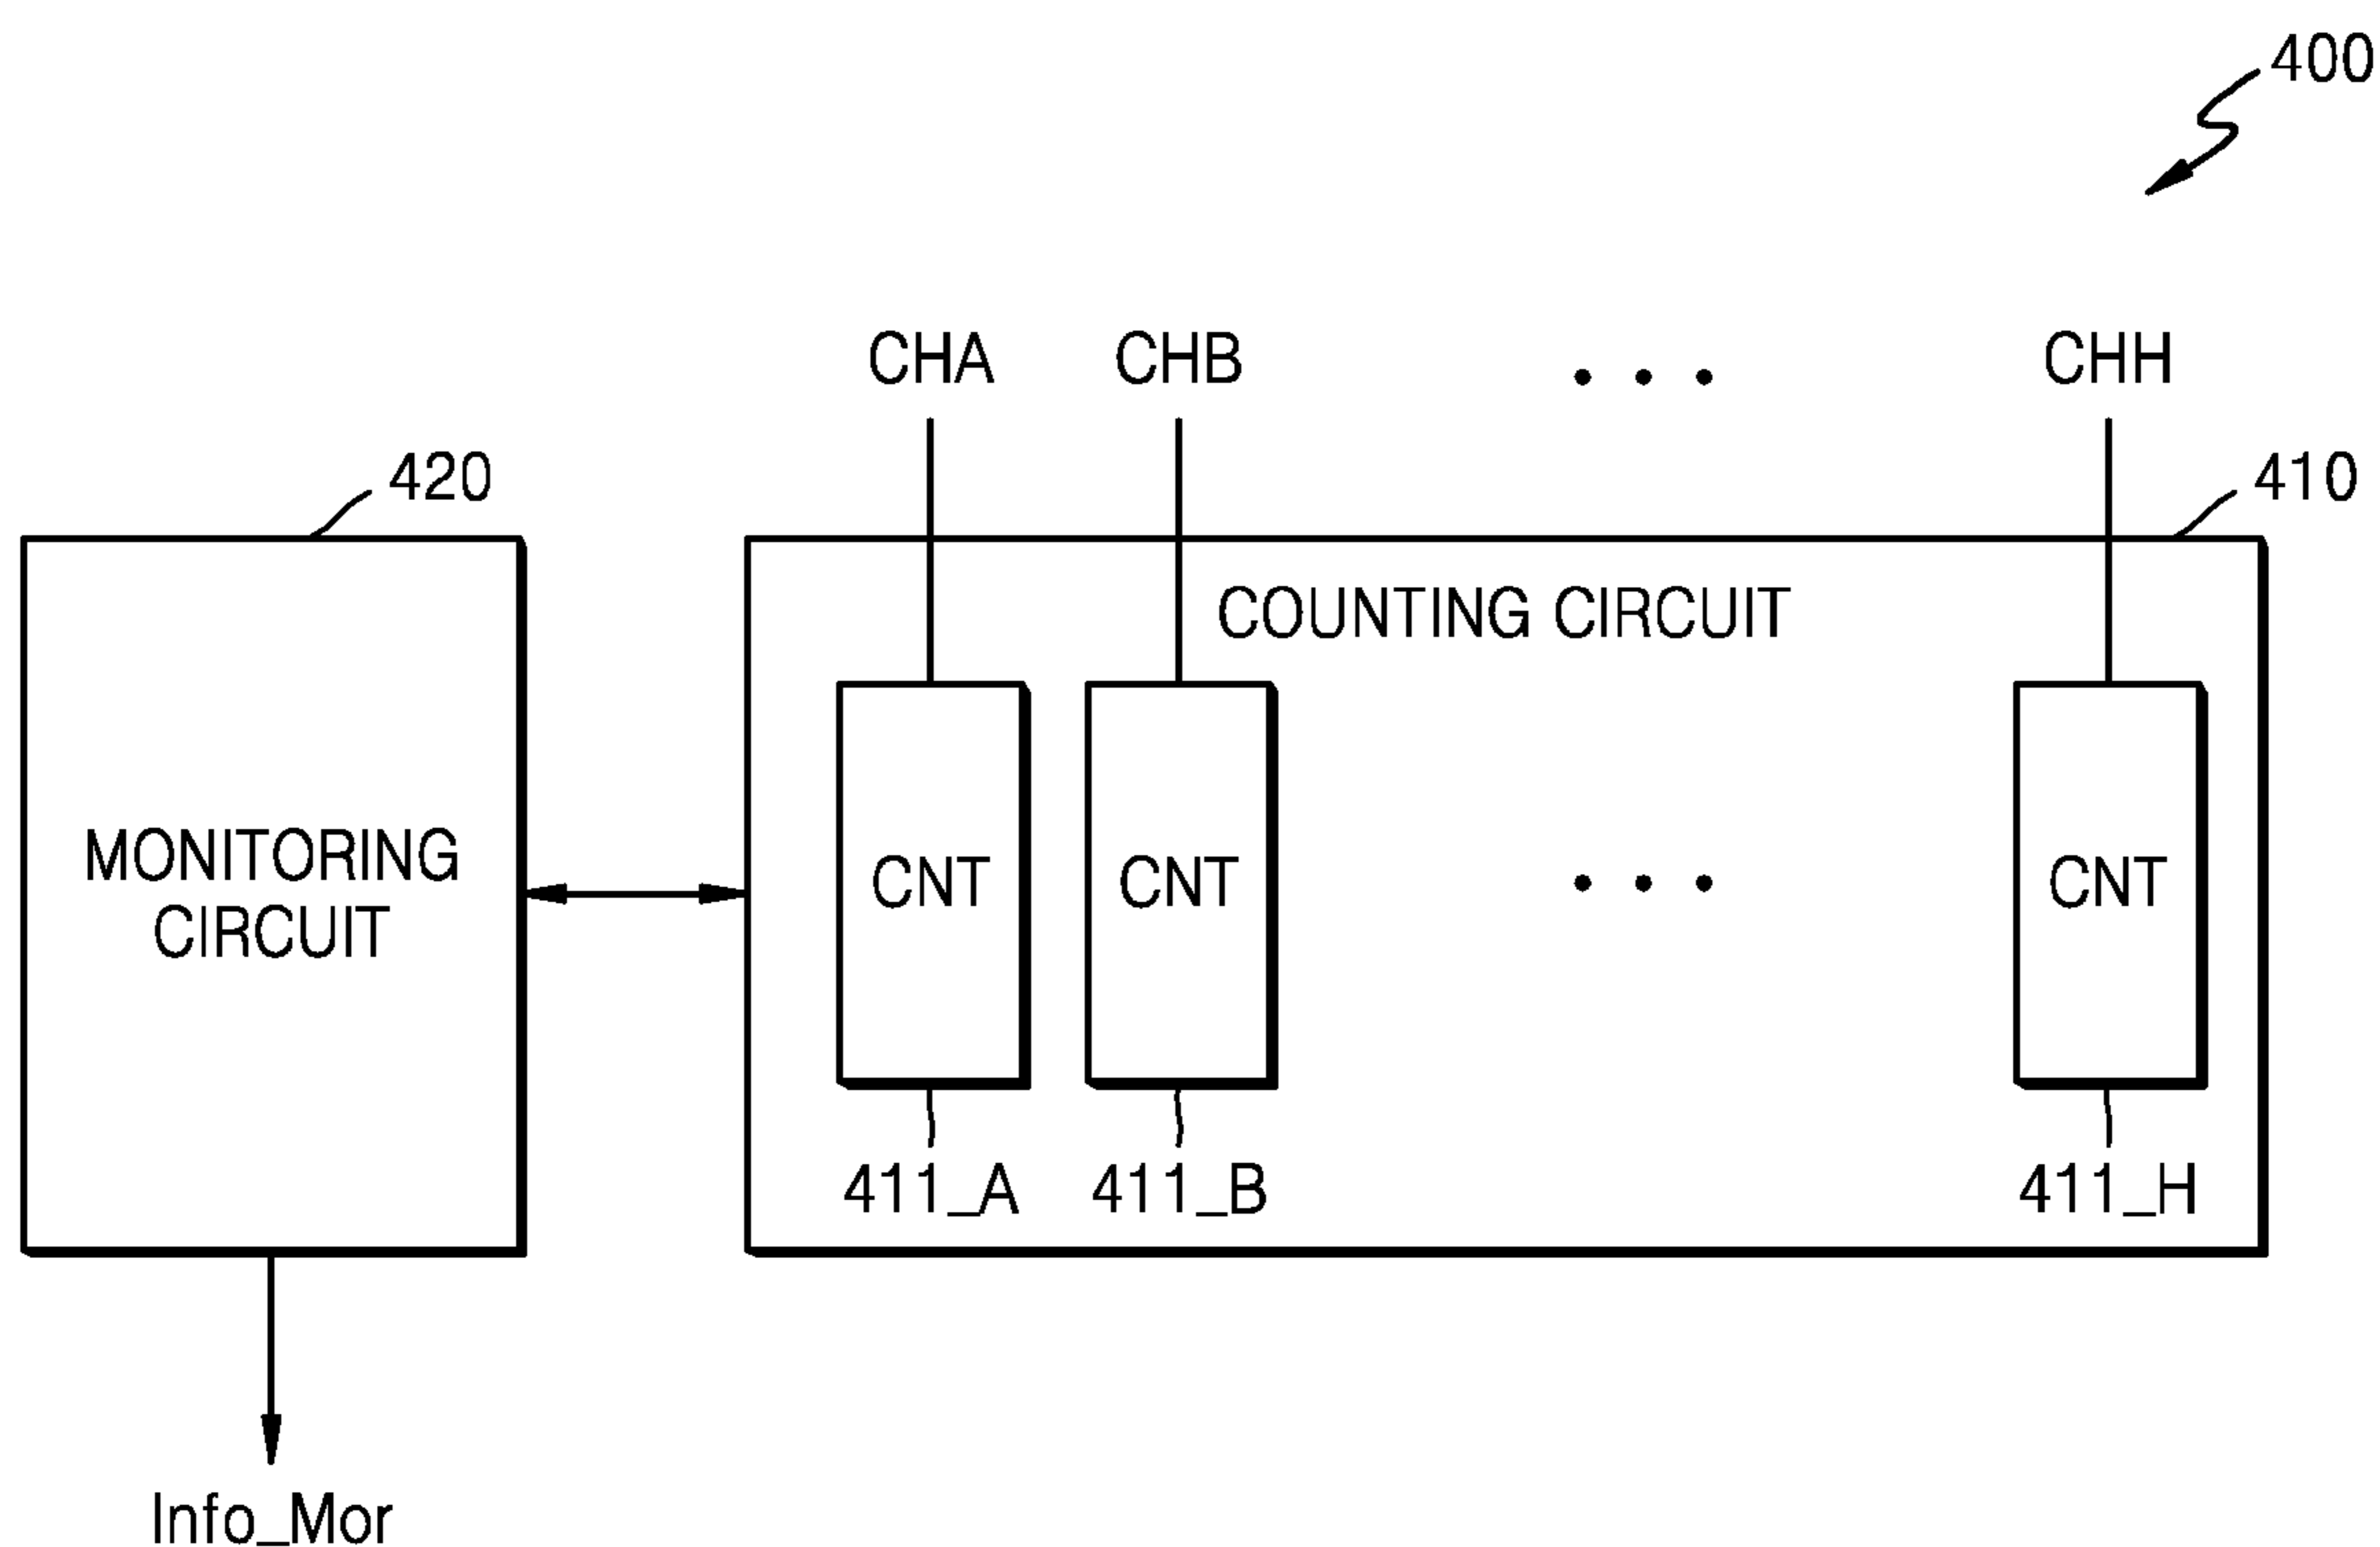 400
CHA CHB • • • CHH
420
410
COUNTING CIRCUIT
MONITORING
CIRCUIT
CNT CNT • • • CNT
411_A 411_B 411_H
Info_Mor